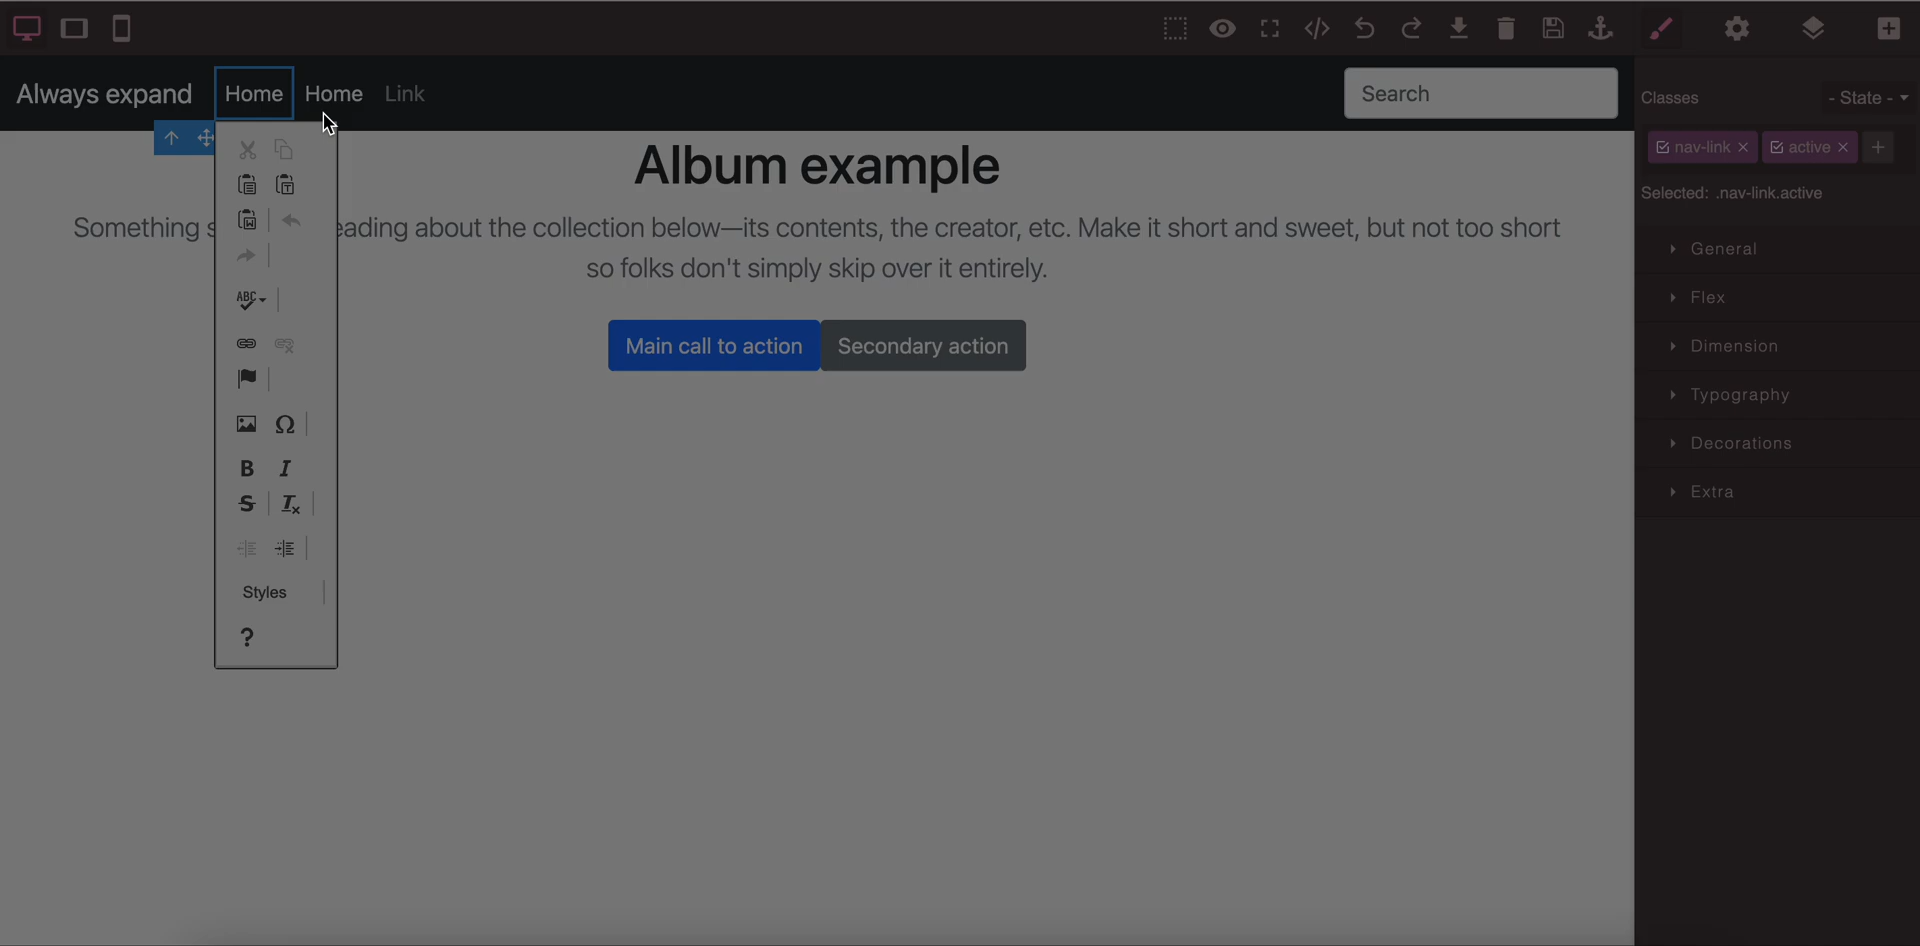 Always expand Home Home Link Search
Classes - State -
nav-link active
Selected: .nav-link.active
Album example
Something s eading about the collection below—its contents, the creator, etc. Make it short and sweet, but not too short
so folks don't simply skip over it entirely.
Main call to action Secondary action
ABC
Ω
B I
S Ix
Styles
?
General
Flex
Dimension
Typography
Decorations
Extra